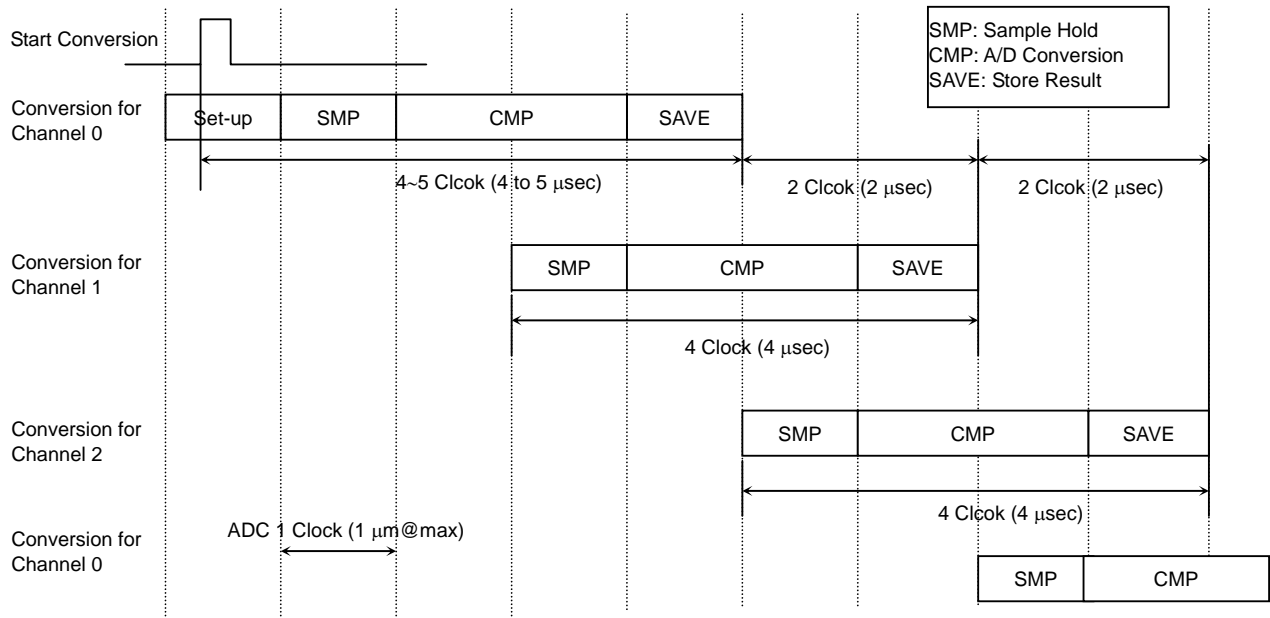 Start Conversion
SMP: Sample Hold
CMP: A/D Conversion
SAVE: Store Result
Conversion for
Channel 0
Set-up
SMP
CMP
SAVE
4~5 Clcok (4 to 5 μsec)
2 Clcok (2 μsec)
2 Clcok (2 μsec)
Conversion for
Channel 1
SMP
CMP
SAVE
4 Clock (4 μsec)
Conversion for
Channel 2
SMP
CMP
SAVE
4 Clcok (4 μsec)
ADC 1 Clock (1 μm@max)
Conversion for
Channel 0
SMP
CMP